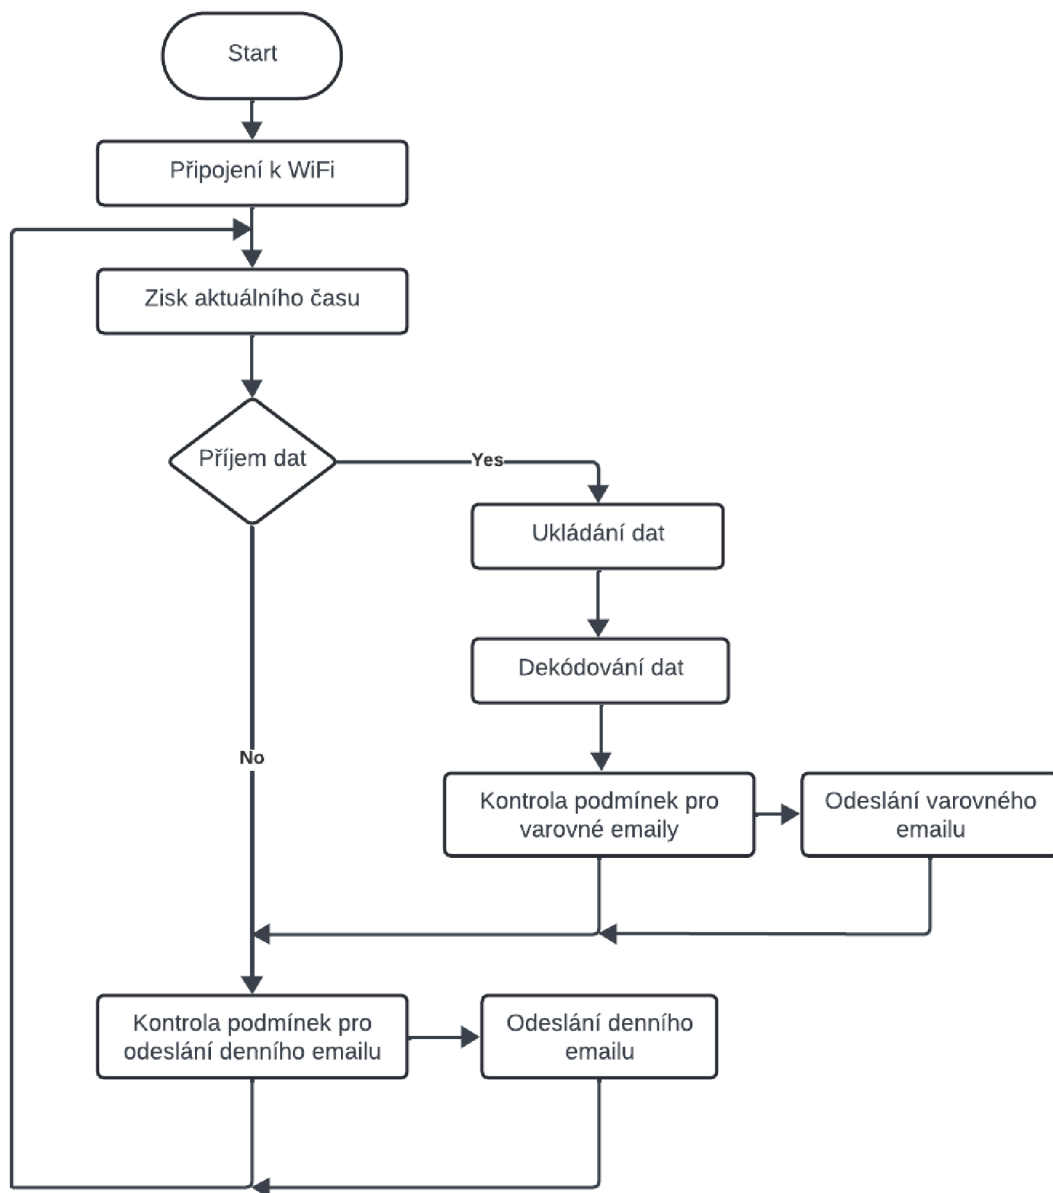 Start
Připojení k WiFi
Zisk aktuálního času
Příjem dat
Yes
Ukládání dat
Dekódování dat
No
Kontrola podmínek pro
varovné emaily
Odeslání varovného
emailu
Kontrola podmínek pro
odeslání denního emailu
Odeslání denního
emailu